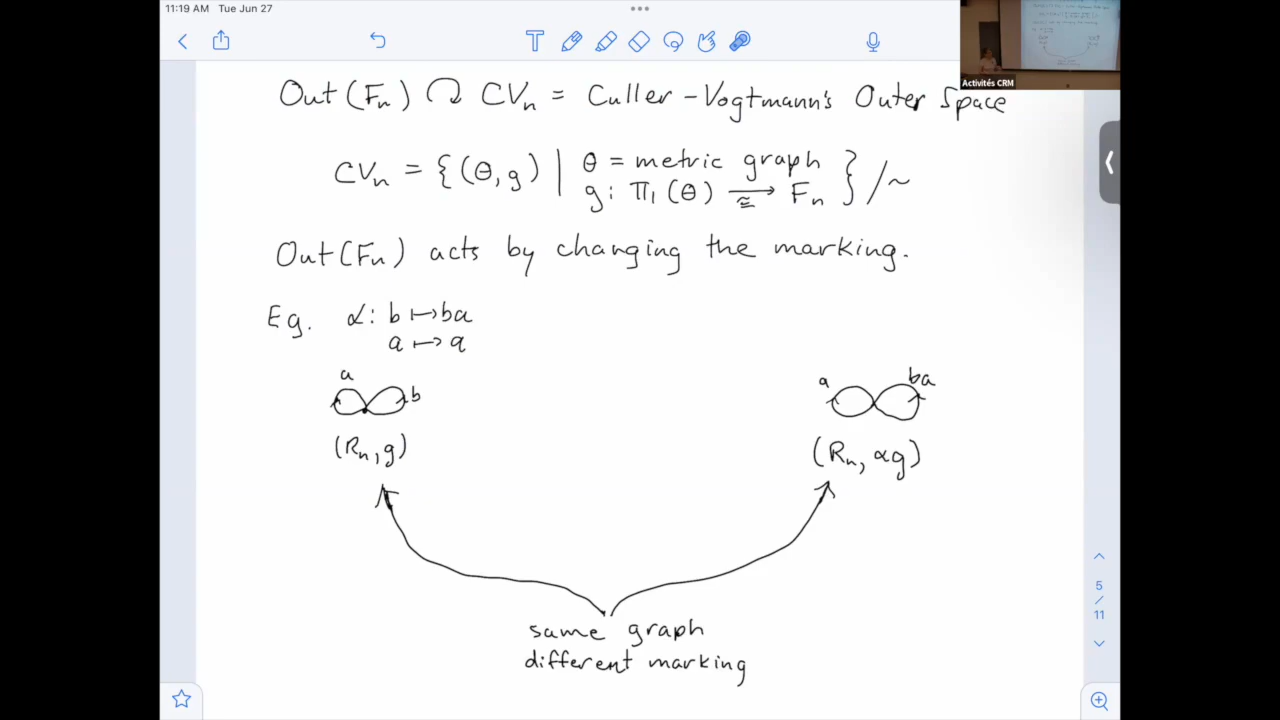 11:19 AM Tue Jun 27
Activités CRM
Out(Fₙ) ↷ CVₙ = Culler-Vogtmann's Outer Space
CVₙ = {(θ, g) | θ = metric graph
g: π₁(θ) ≅→ Fₙ } /~
Out(Fₙ) acts by changing the marking.
Eg. α: b ↦ ba
a ↦ a
a b
a ba
(Rₙ, g)
(Rₙ, αg)
same graph
different marking
5
/
11